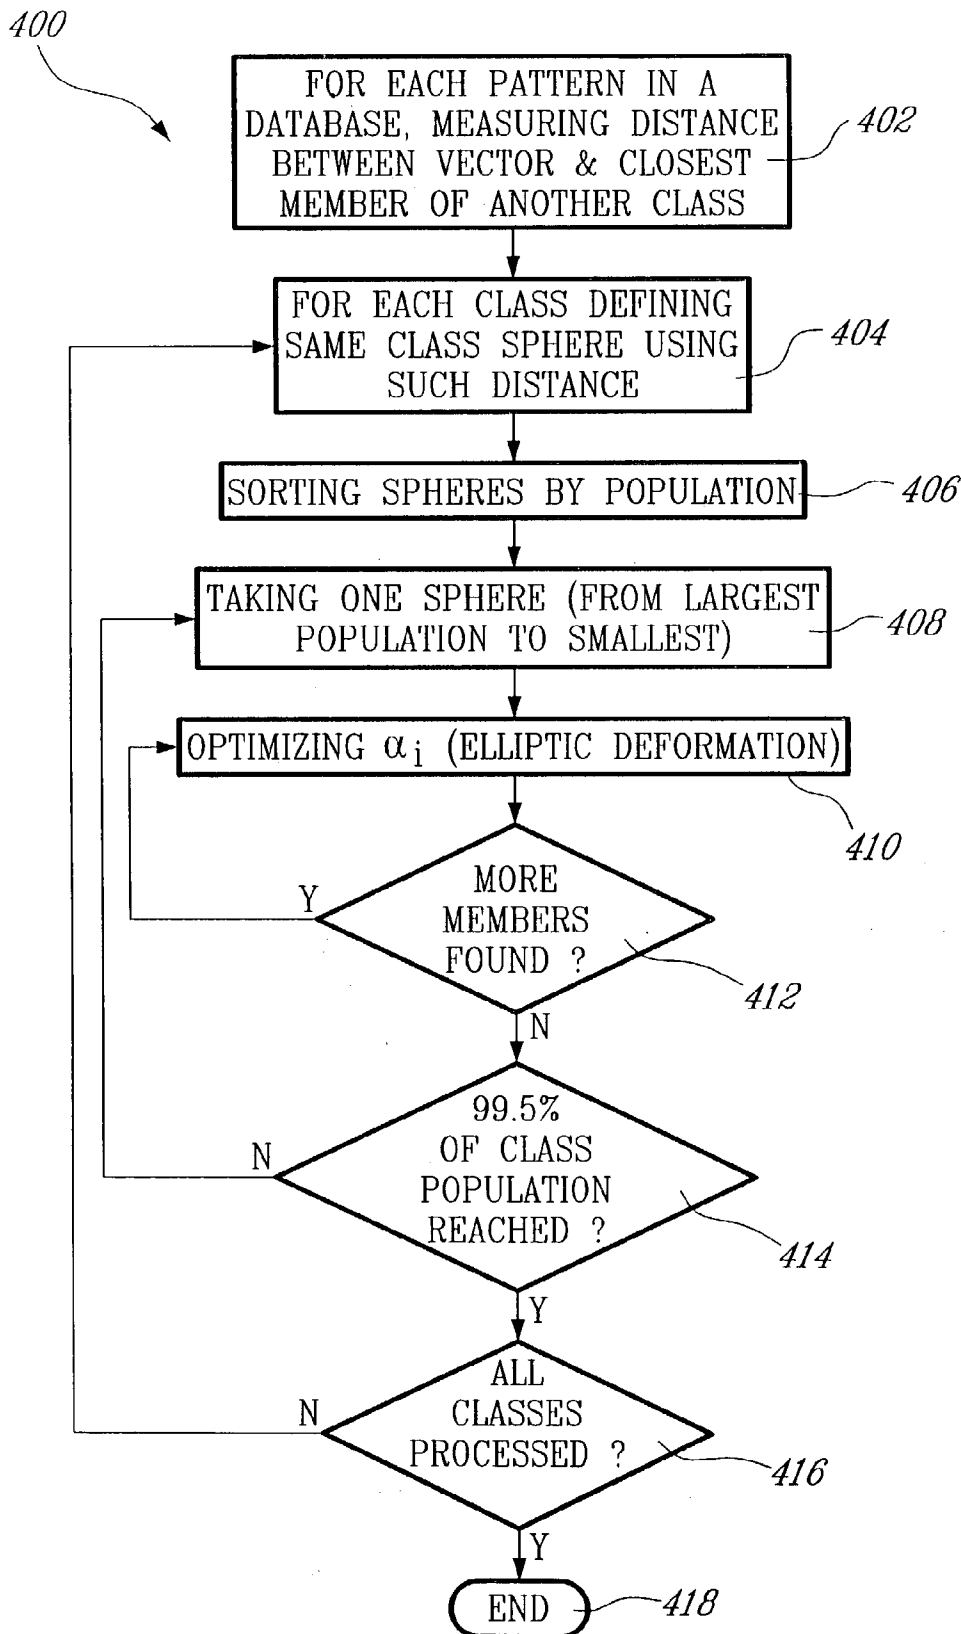 400
FOR EACH PATTERN IN A
DATABASE, MEASURING DISTANCE
BETWEEN VECTOR & CLOSEST
MEMBER OF ANOTHER CLASS
402
FOR EACH CLASS DEFINING
SAME CLASS SPHERE USING
SUCH DISTANCE
404
SORTING SPHERES BY POPULATION
406
TAKING ONE SPHERE (FROM LARGEST
POPULATION TO SMALLEST)
408
OPTIMIZING αi (ELLIPTIC DEFORMATION)
410
Y
MORE
MEMBERS
FOUND ?
412
N
99.5%
OF CLASS
POPULATION
REACHED ?
N
414
Y
ALL
CLASSES
PROCESSED ?
N
416
Y
END
418